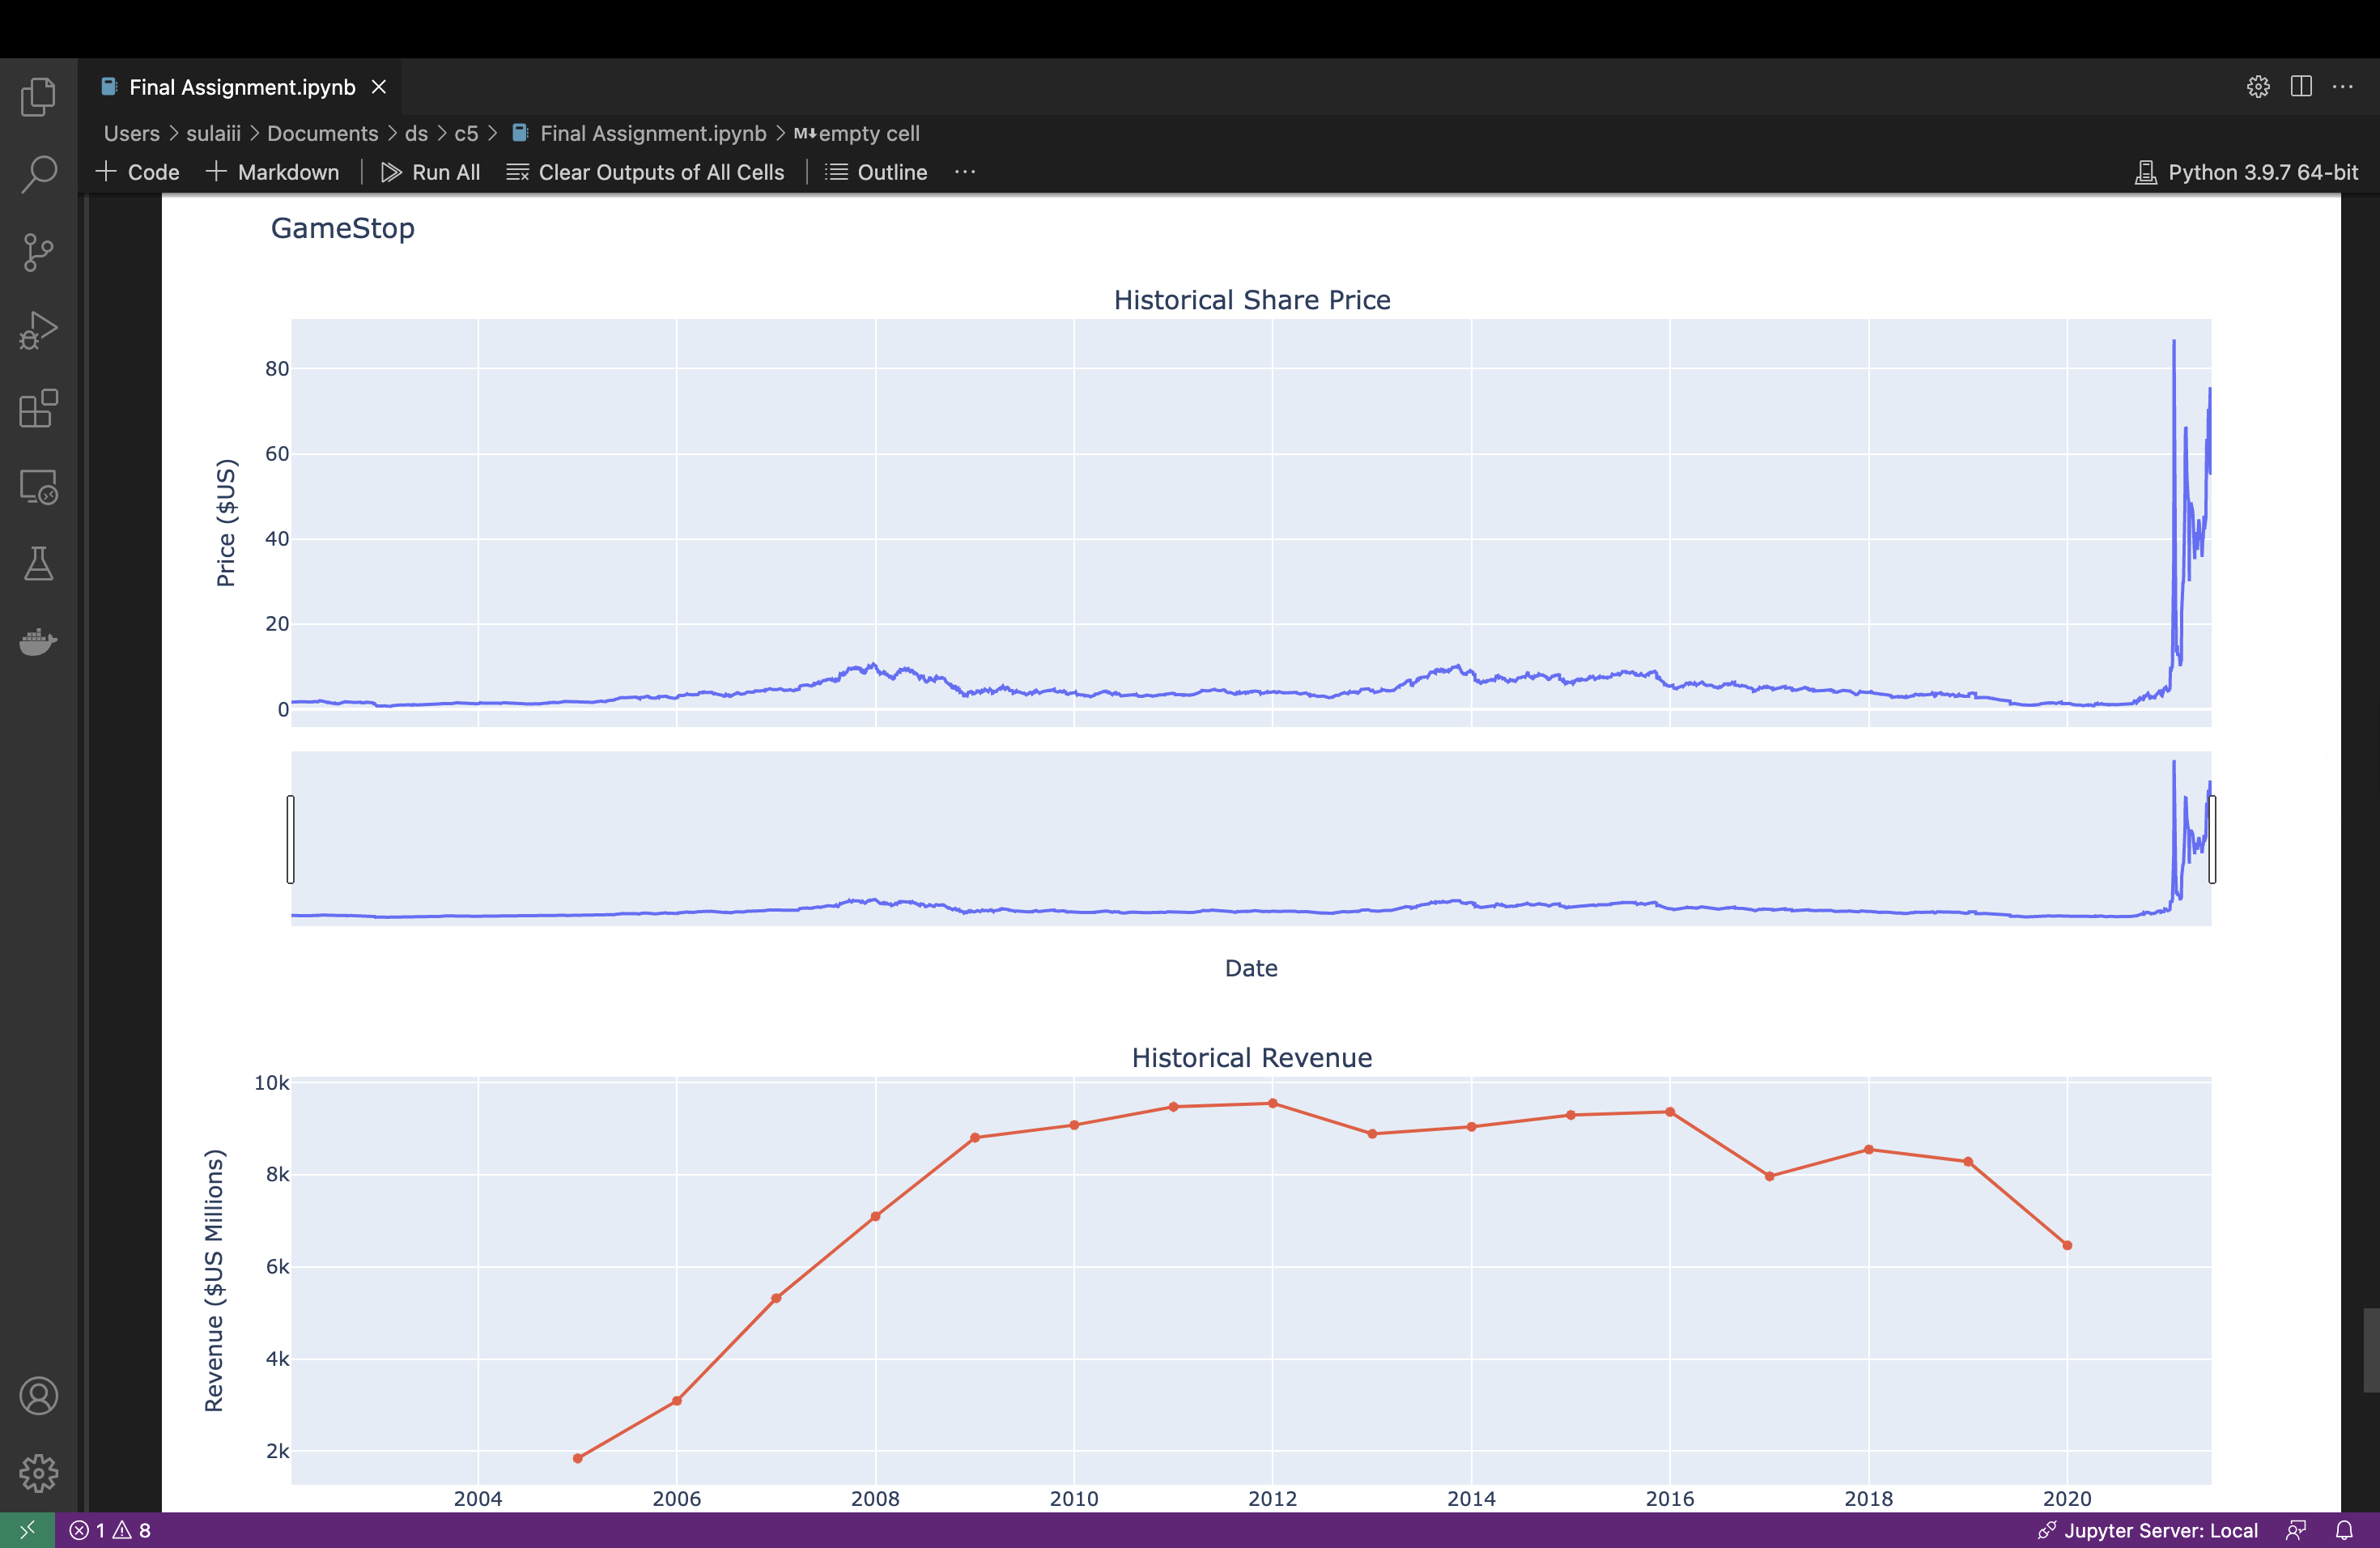 Final Assignment.ipynb
Users > sulaiii > Documents > ds > c5 > Final Assignment.ipynb > M↓empty cell
+ Code + Markdown Run All Clear Outputs of All Cells Outline ... Python 3.9.7 64-bit
GameStop
Historical Share Price
80
60
40
20
0
Price ($US)
Date
Historical Revenue
10k
8k
6k
4k
2k
Revenue ($US Millions)
2004 2006 2008 2010 2012 2014 2016 2018 2020
1 8 Jupyter Server: Local